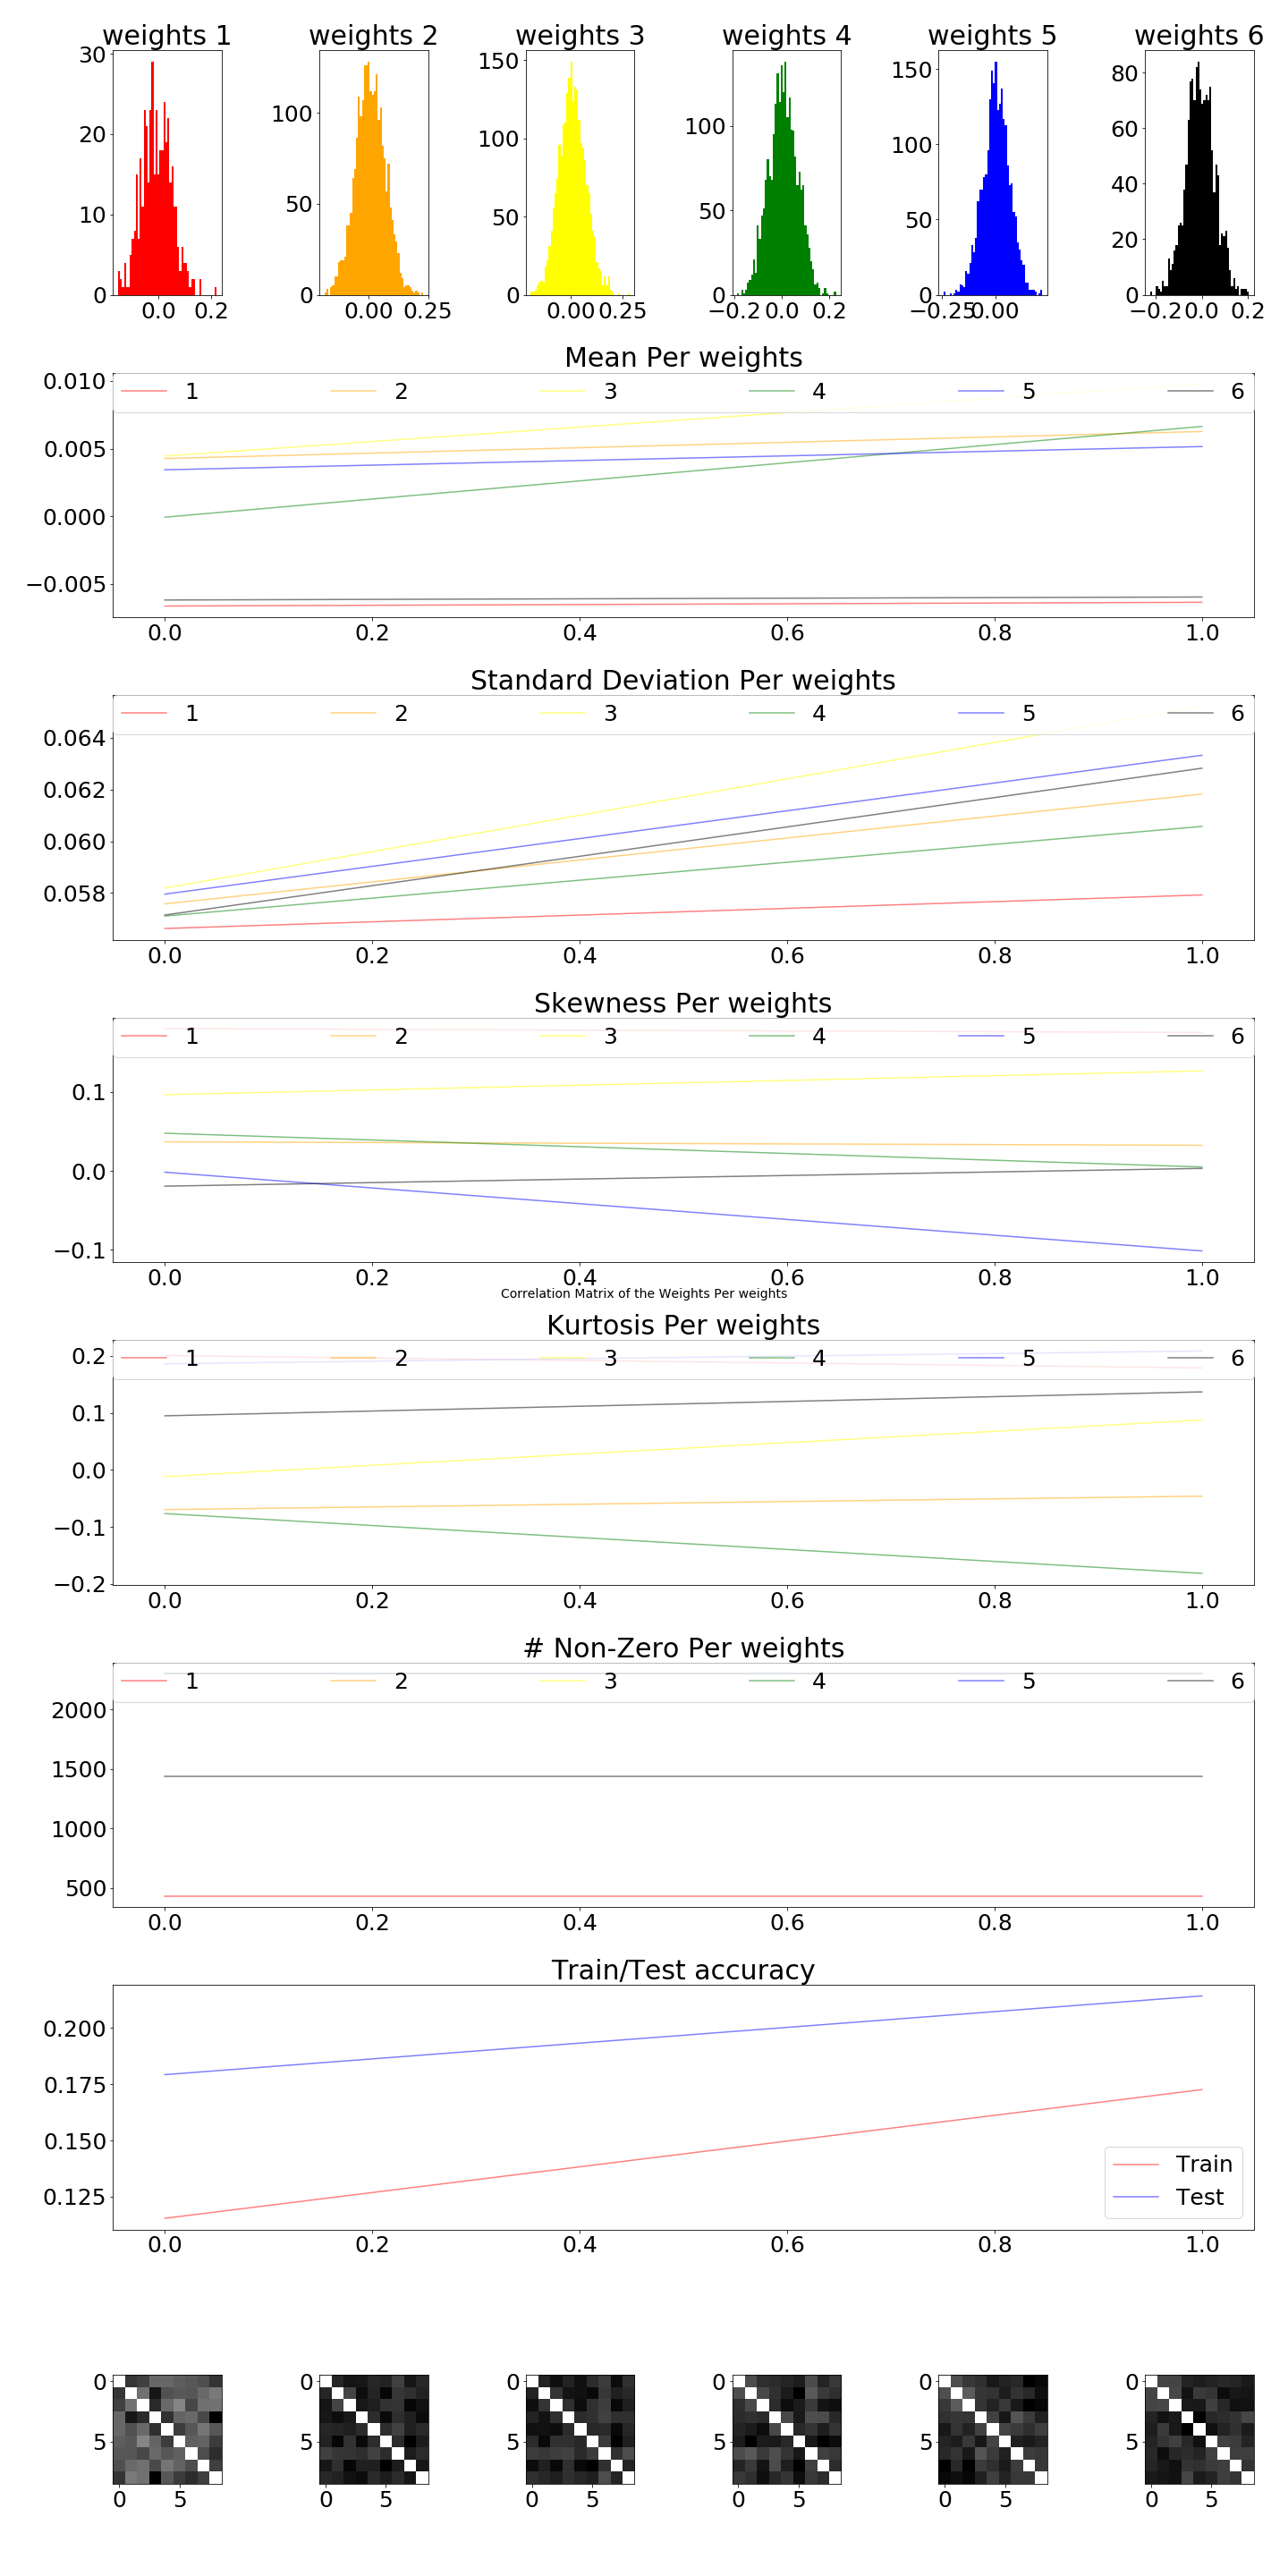 weights 1 weights 2 weights 3 weights 4 weights 5 weights 6
30 20 10 0
0.0 0.2
100 50 0
0.00 0.25
150 100 50 0
0.00 0.25
100 50 0
−0.2 0.0 0.2
150 100 50 0
−0.25 0.00
80 60 40 20 0
−0.2 0.0 0.2
Mean Per weights
1 2 3 4 5 6
0.010
0.005
0.000
−0.005
0.0 0.2 0.4 0.6 0.8 1.0
Standard Deviation Per weights
1 2 3 4 5 6
0.064
0.062
0.060
0.058
0.0 0.2 0.4 0.6 0.8 1.0
Skewness Per weights
1 2 3 4 5 6
0.1
0.0
−0.1
0.0 0.2 0.4 0.6 0.8 1.0
Correlation Matrix of the Weights Per weights
Kurtosis Per weights
1 2 3 4 5 6
0.2
0.1
0.0
−0.1
−0.2
0.0 0.2 0.4 0.6 0.8 1.0
# Non-Zero Per weights
1 2 3 4 5 6
2000
1500
1000
500
0.0 0.2 0.4 0.6 0.8 1.0
Train/Test accuracy
0.200
0.175
0.150
0.125
Train
Test
0.0 0.2 0.4 0.6 0.8 1.0
0 0 0 0 0 0
5 5 5 5 5 5
0 5 0 5 0 5 0 5 0 5 0 5